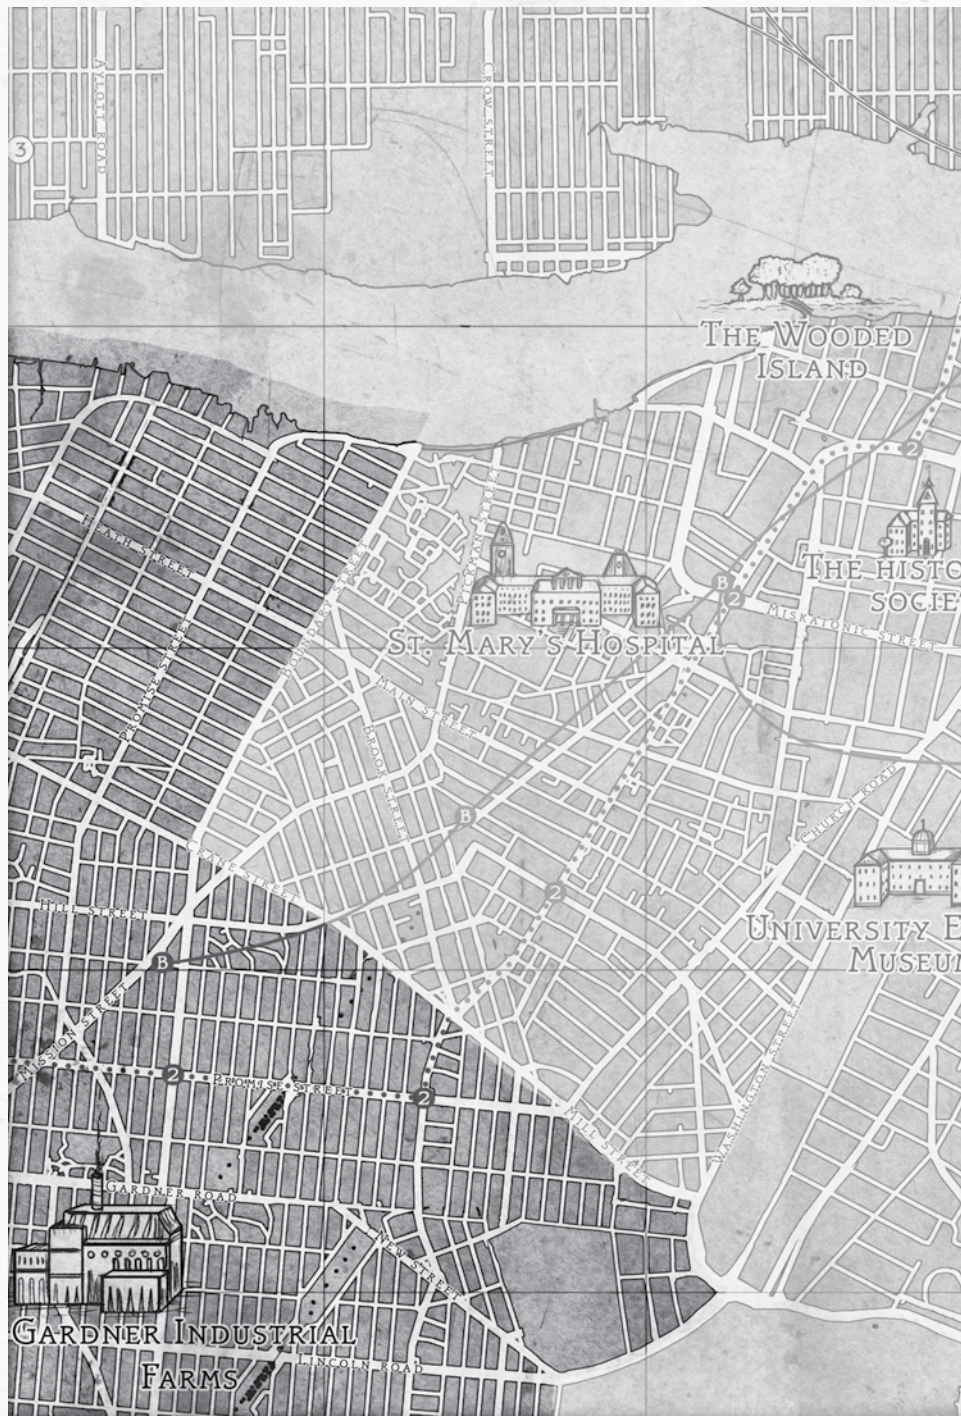 AYLOTT ROAD
CROW STREET
3
THE WOODED
ISLAND
2
HEATH STREET
PICKMAN STREET
BOUNDARY STREET
B
2
THE HISTO
SOCIE
MISKATONIC STREET
ST. MARY'S HOSPITAL
PROMISE STREET
MAIN STREET
BROOK STREET
B
CHURCH ROAD
CRANE STREET
2
HILL STREET
UNIVERSITY E
MUSEUM
B
MISSION STREET
2
PROMISE STREET
2
MILL STREET
WASHINGTON STREET
GARDNER ROAD
NEW STREET
GARDNER INDUSTRIAL
FARMS
LINCOLN ROAD